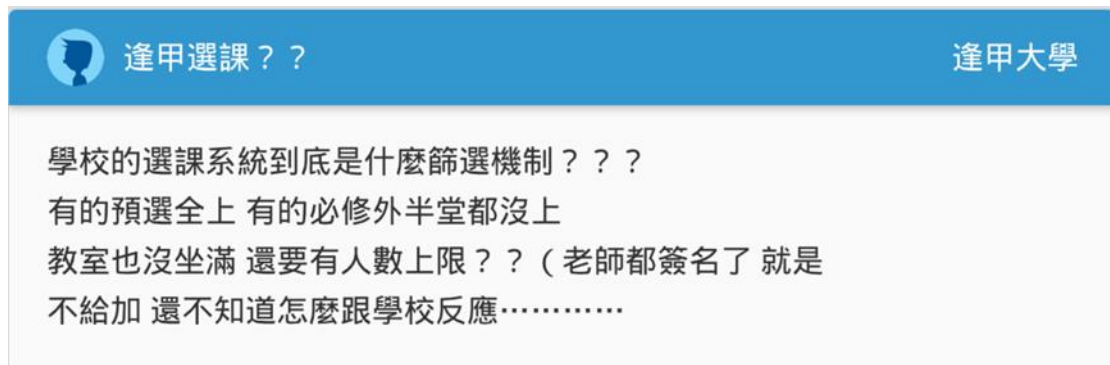 逢甲選課？？
逢甲大學
學校的選課系統到底是什麼篩選機制？？？
有的預選全上 有的必修外半堂都沒上
教室也沒坐滿 還要有人數上限？？（老師都簽名了 就是
不給加 還不知道怎麼跟學校反應…………